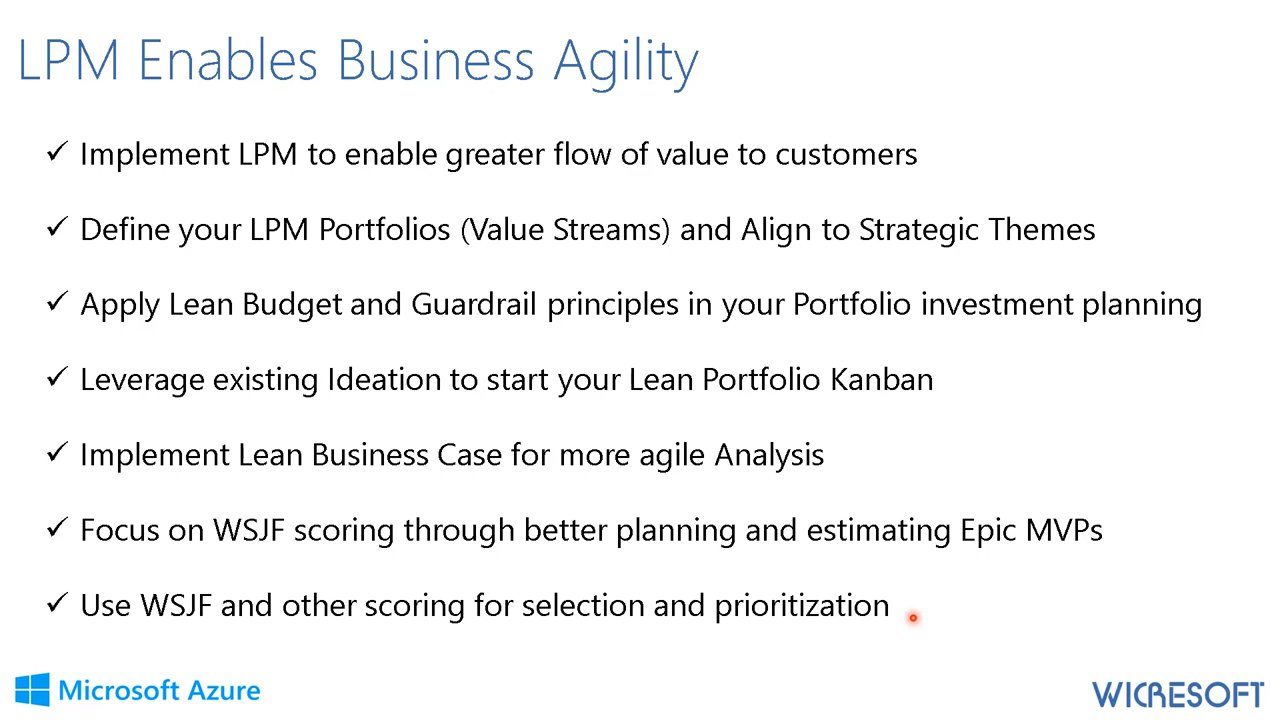 LPM Enables Business Agility
✓ Implement LPM to enable greater flow of value to customers
✓ Define your LPM Portfolios (Value Streams) and Align to Strategic Themes
✓ Apply Lean Budget and Guardrail principles in your Portfolio investment planning
✓ Leverage existing Ideation to start your Lean Portfolio Kanban
✓ Implement Lean Business Case for more agile Analysis
✓ Focus on WSJF scoring through better planning and estimating Epic MVPs
✓ Use WSJF and other scoring for selection and prioritization
Microsoft Azure
WICRESOFT